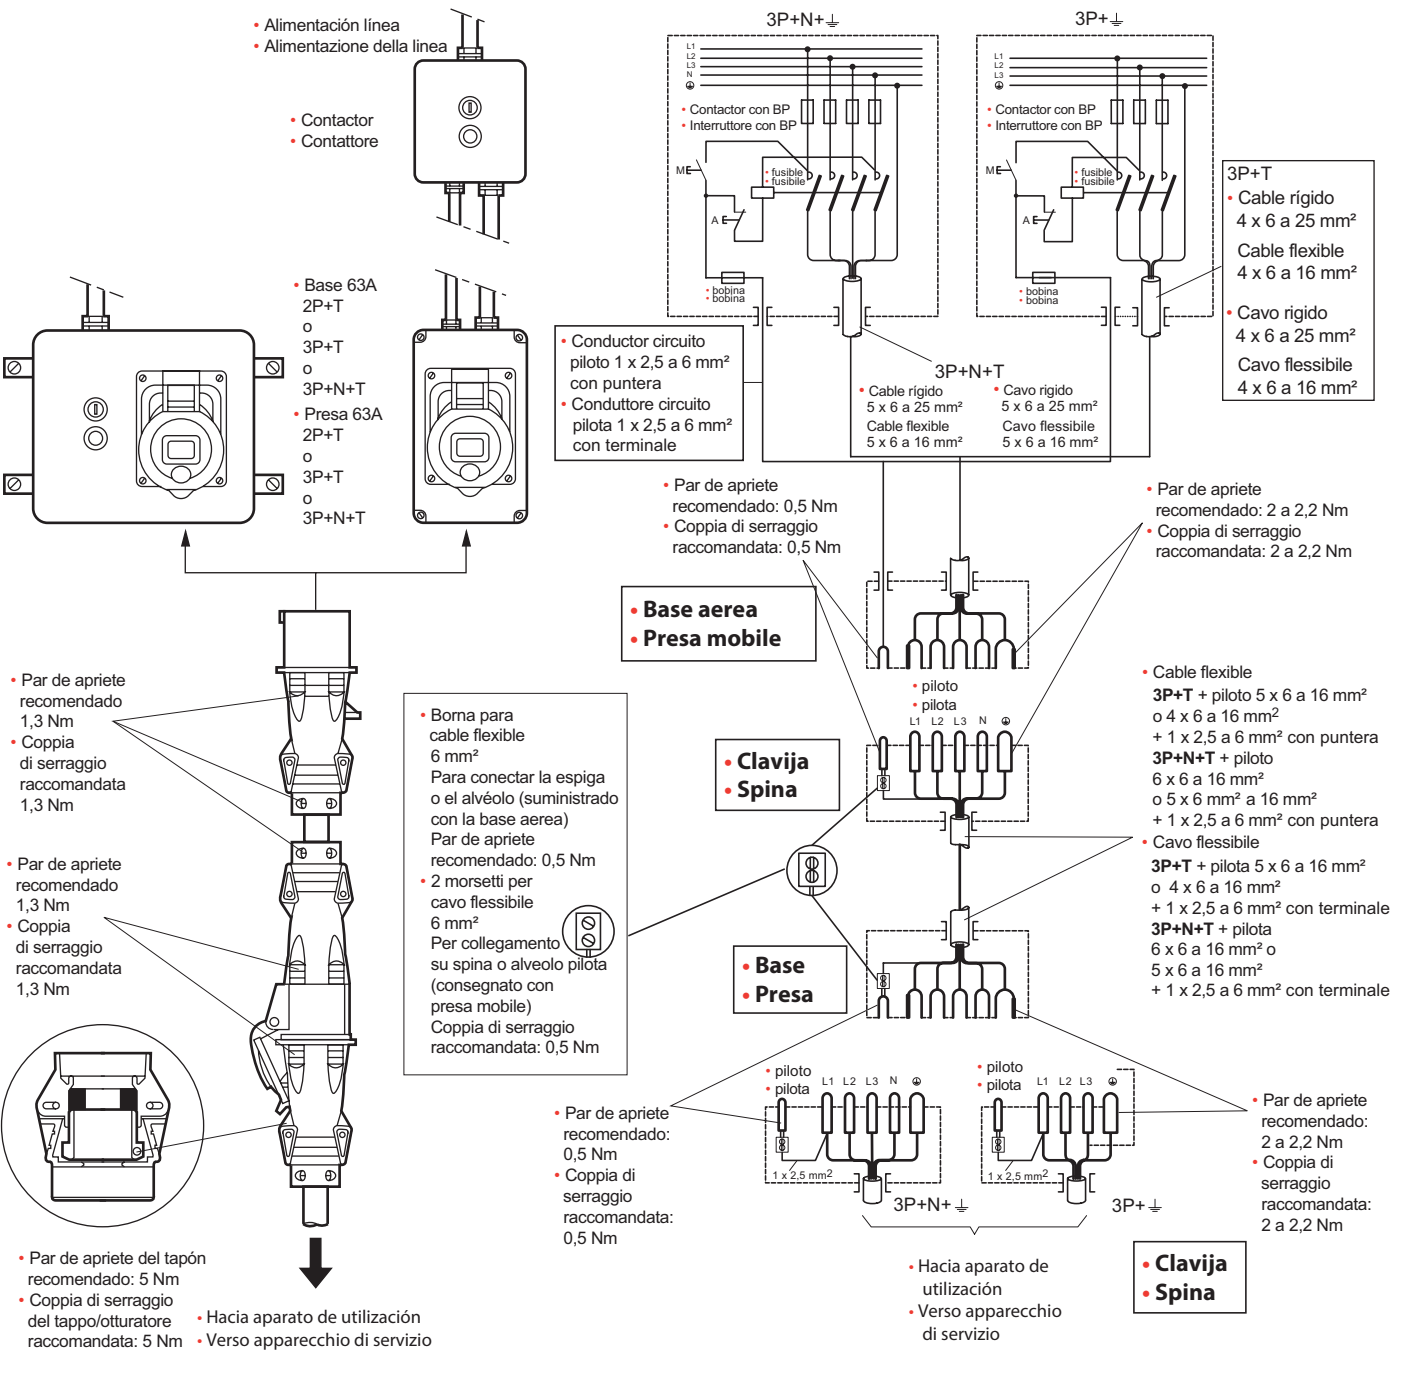 • Alimentación línea
• Alimentazione della linea
• Contactor
• Contattore
• Base 63A
2P+T
o
3P+T
o
3P+N+T
• Presa 63A
2P+T
o
3P+T
o
3P+N+T
3P+N+⏚
L1
L2
L3
N
• Contactor con BP
• Interruttore con BP
M
• fusible
• fusibile
A
• bobina
• bobina
3P+⏚
L1
L2
L3
• Contactor con BP
• Interruttore con BP
M
• fusible
• fusibile
A
• bobina
• bobina
3P+T
• Cable rígido
4 x 6 a 25 mm²
Cable flexible
4 x 6 a 16 mm²
• Cavo rigido
4 x 6 a 25 mm²
Cavo flessibile
4 x 6 a 16 mm²
• Conductor circuito
piloto 1 x 2,5 a 6 mm²
con puntera
• Conduttore circuito
pilota 1 x 2,5 a 6 mm²
con terminale
3P+N+T
• Cable rígido
5 x 6 a 25 mm²
Cable flexible
5 x 6 a 16 mm²
• Cavo rigido
5 x 6 a 25 mm²
Cavo flessibile
5 x 6 a 16 mm²
• Par de apriete
recomendado: 0,5 Nm
• Coppia di serraggio
raccomandata: 0,5 Nm
• Par de apriete
recomendado: 2 a 2,2 Nm
• Coppia di serraggio
raccomandata: 2 a 2,2 Nm
• Base aerea
• Presa mobile
• piloto
• pilota
L1 L2 L3 N
• Clavija
• Spina
• Par de apriete
recomendado
1,3 Nm
• Coppia
di serraggio
raccomandata
1,3 Nm
• Par de apriete
recomendado
1,3 Nm
• Coppia
di serraggio
raccomandata
1,3 Nm
• Borna para
cable flexible
6 mm²
Para conectar la espiga
o el alvéolo (suministrado
con la base aerea)
Par de apriete
recomendado: 0,5 Nm
• 2 morsetti per
cavo flessibile
6 mm²
Per collegamento
su spina o alveolo pilota
(consegnato con
presa mobile)
Coppia di serraggio
raccomandata: 0,5 Nm
• Cable flexible
3P+T + piloto 5 x 6 a 16 mm²
o 4 x 6 a 16 mm²
+ 1 x 2,5 a 6 mm² con puntera
3P+N+T + piloto
6 x 6 a 16 mm²
o 5 x 6 mm² a 16 mm²
+ 1 x 2,5 a 6 mm² con puntera
• Cavo flessibile
3P+T + pilota 5 x 6 a 16 mm²
o 4 x 6 a 16 mm²
+ 1 x 2,5 a 6 mm² con terminale
3P+N+T + pilota
6 x 6 a 16 mm² o
5 x 6 a 16 mm²
+ 1 x 2,5 a 6 mm² con terminale
• Base
• Presa
• piloto
• pilota
L1 L2 L3 N
1 x 2,5 mm²
3P+N+⏚
• piloto
• pilota
L1 L2 L3
1 x 2,5 mm²
3P+⏚
• Par de apriete
recomendado:
0,5 Nm
• Coppia di
serraggio
raccomandata:
0,5 Nm
• Par de apriete
recomendado:
2 a 2,2 Nm
• Coppia di
serraggio
raccomandata:
2 a 2,2 Nm
• Hacia aparato de
utilización
• Verso apparecchio
di servizio
• Clavija
• Spina
• Par de apriete del tapón
recomendado: 5 Nm
• Coppia di serraggio
del tappo/otturatore
raccomandata: 5 Nm
• Hacia aparato de utilización
• Verso apparecchio di servizio